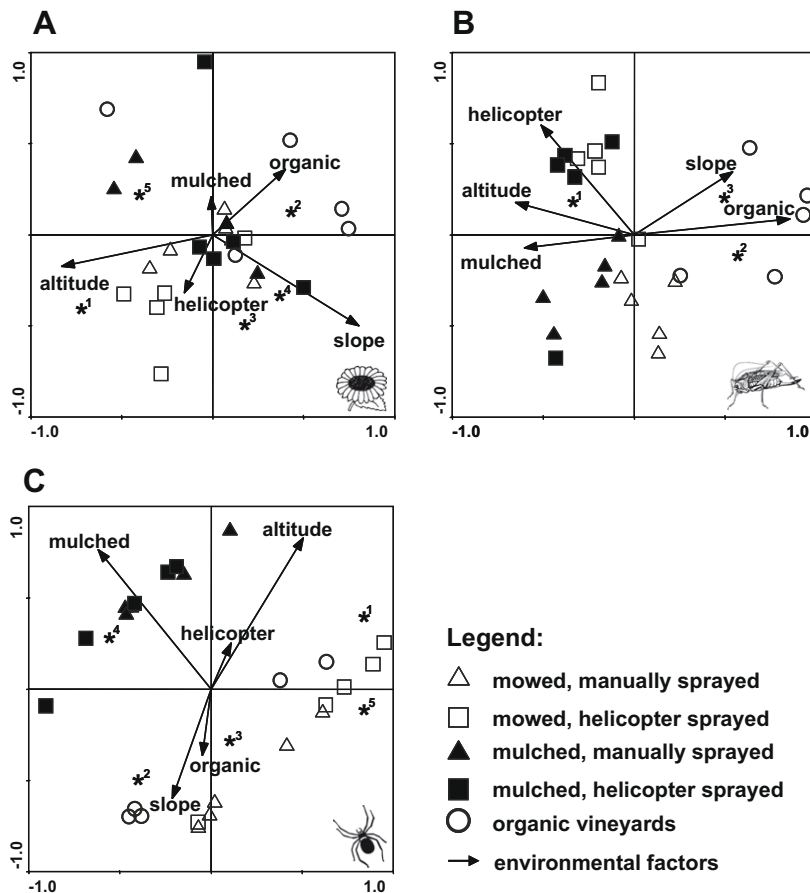 A
B
1.0
1.0
helicopter
organic
slope
mulched
*5
*3
altitude
*2
*1
organic
mulched
*2
altitude
helicopter
*4
*1
*3
slope
-1.0
-1.0
-1.0
1.0
-1.0
1.0
C
1.0
mulched
altitude
helicopter
*1
*4
Legend:
mowed, manually sprayed
*5
mowed, helicopter sprayed
*3
mulched, manually sprayed
organic
*2
mulched, helicopter sprayed
slope
organic vineyards
environmental factors
-1.0
-1.0
1.0